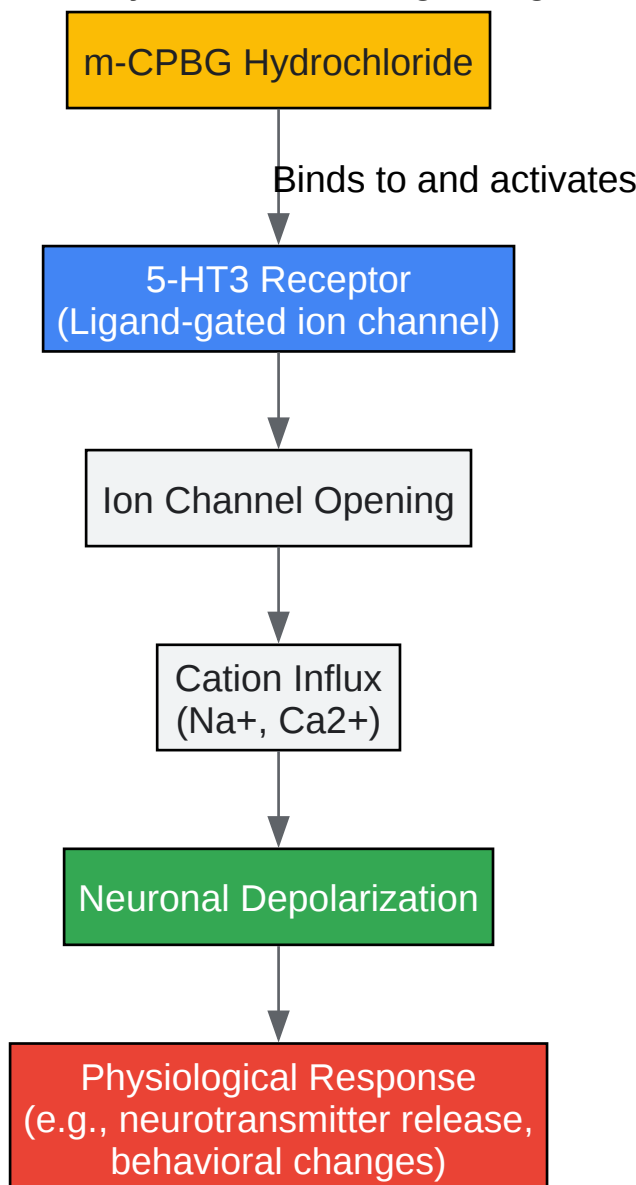 m-CPBG Hydrochloride
Binds to and activates
5-HT3 Receptor
(Ligand-gated ion channel)
Ion Channel Opening
Cation Influx
(Na+, Ca2+)
Neuronal Depolarization
Physiological Response
(e.g., neurotransmitter release,
behavioral changes)